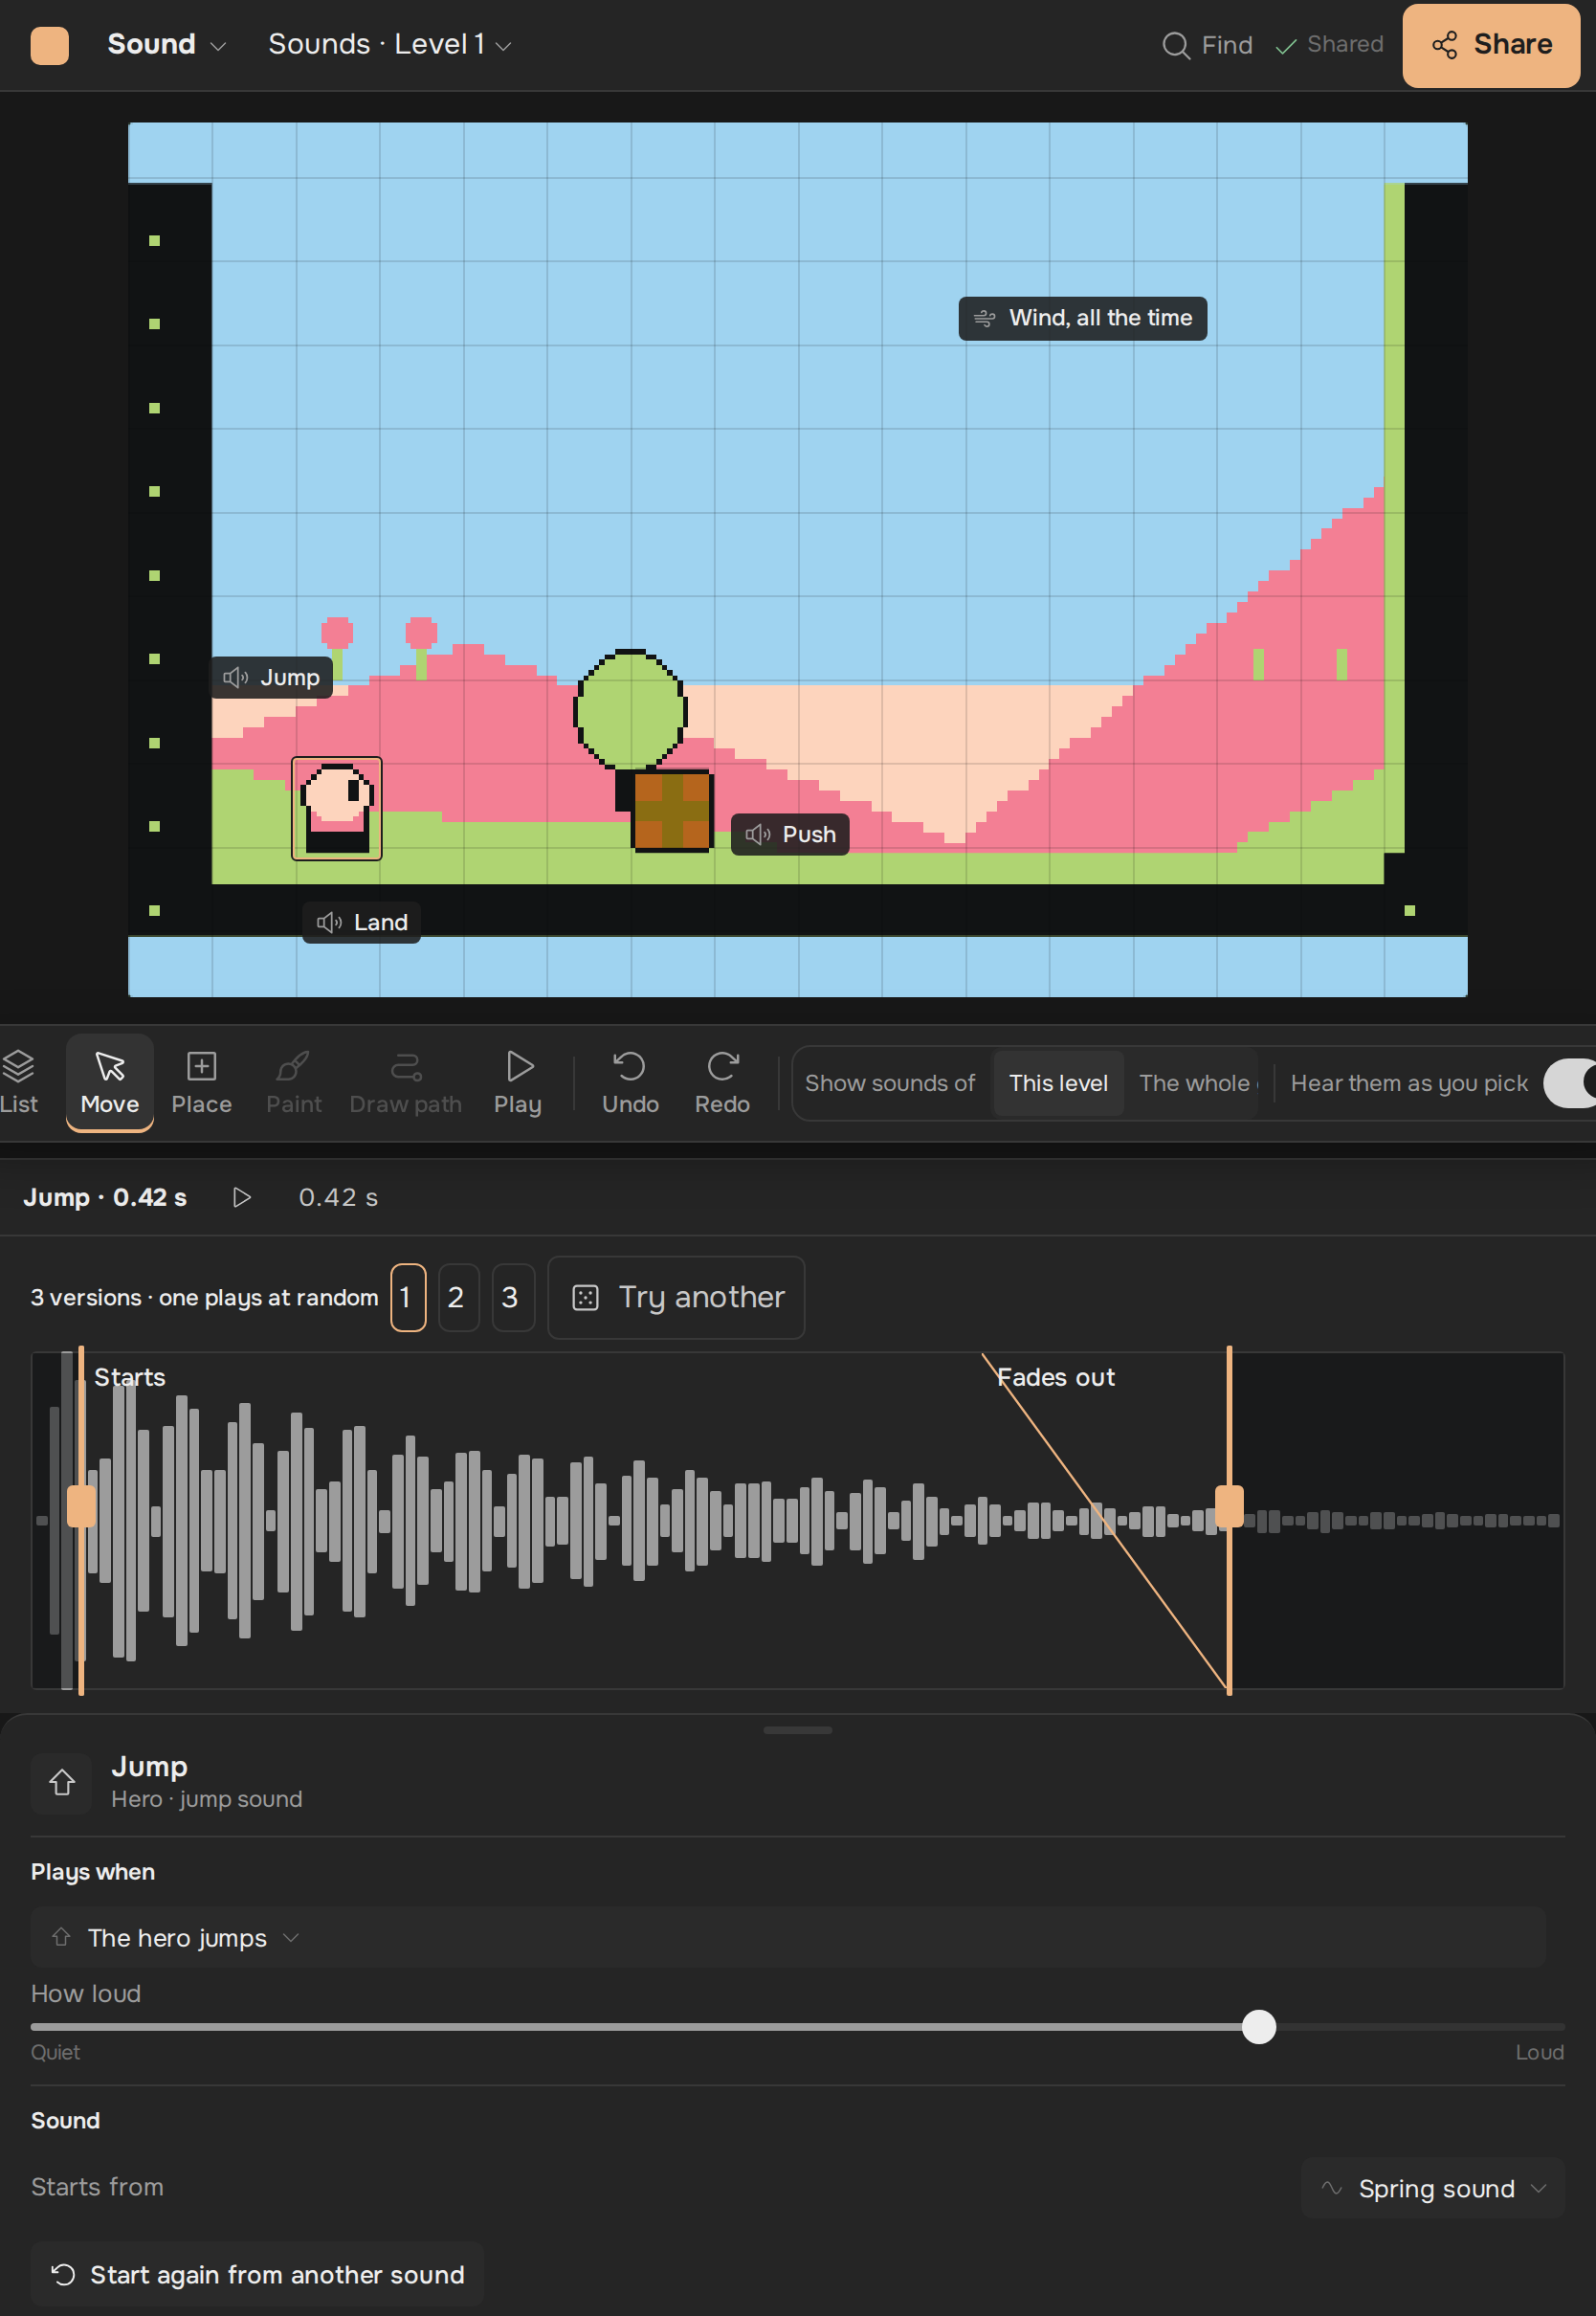 Sound
Sounds · Level 1
Find
Shared
Share
Wind, all the time
Jump
Push
Land
List
Move
Place
Paint
Draw path
Play
Undo
Redo
Show sounds of
This level
The whole
Hear them as you pick
Jump · 0.42 s
0.42 s
3 versions · one plays at random
1
2
3
Try another
Starts
Fades out
Jump
Hero · jump sound
Plays when
The hero jumps
How loud
Quiet
Loud
Sound
Starts from
Spring sound
Start again from another sound